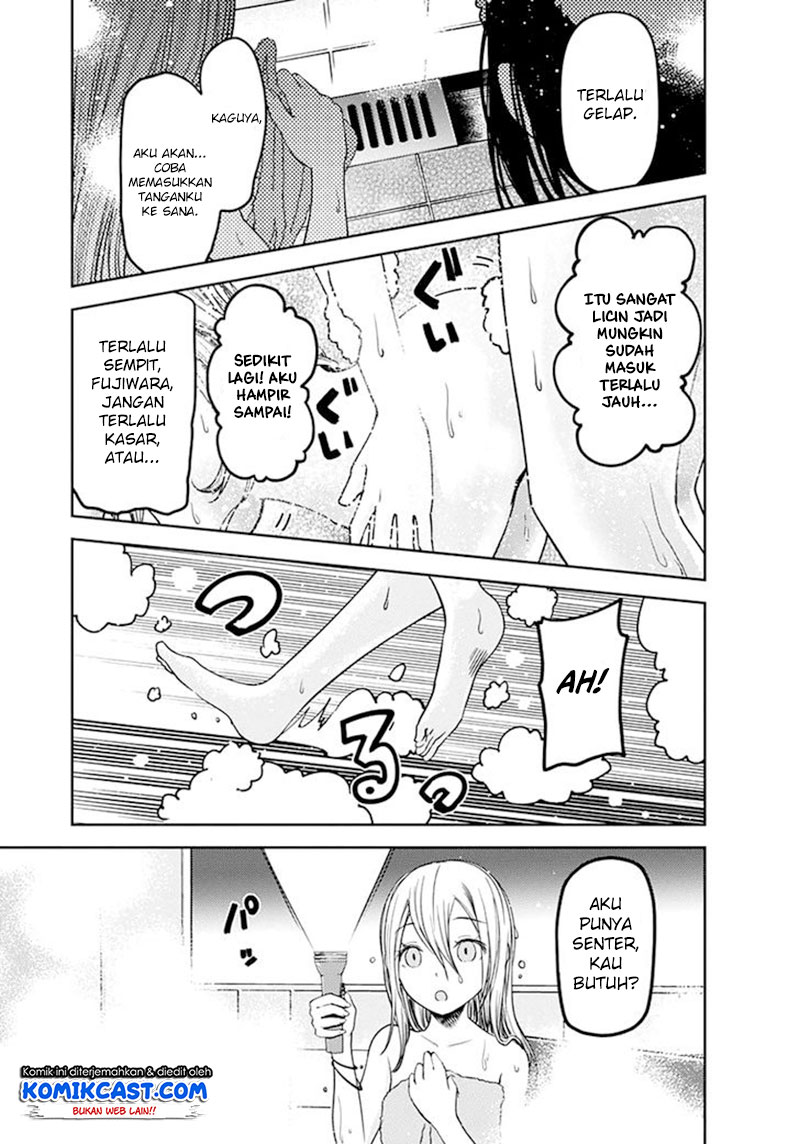 TERLALU
GELAP.
KAGUYA,
AKU AKAN...
COBA
MEMASUKKAN
TANGANKU
KE SANA.
ITU SANGAT
LICIN JADI
MUNGKIN
SUDAH
MASUK
TERLALU
JAUH...
ぐい
SEDIKIT
LAGI! AKU
HAMPIR
SAMPAI!
ぐい
TERLALU
SEMPIT,
FUJIWARA,
JANGAN
TERLALU
KASAR,
ATAU...
AH!
つるっ
AKU
PUNYA
SENTER,
KAU
BUTUH?
パッ
Komik ini diterjemahkan & diedit oleh
KOMIKCAST.COM
BUKAN WEB LAIN!!